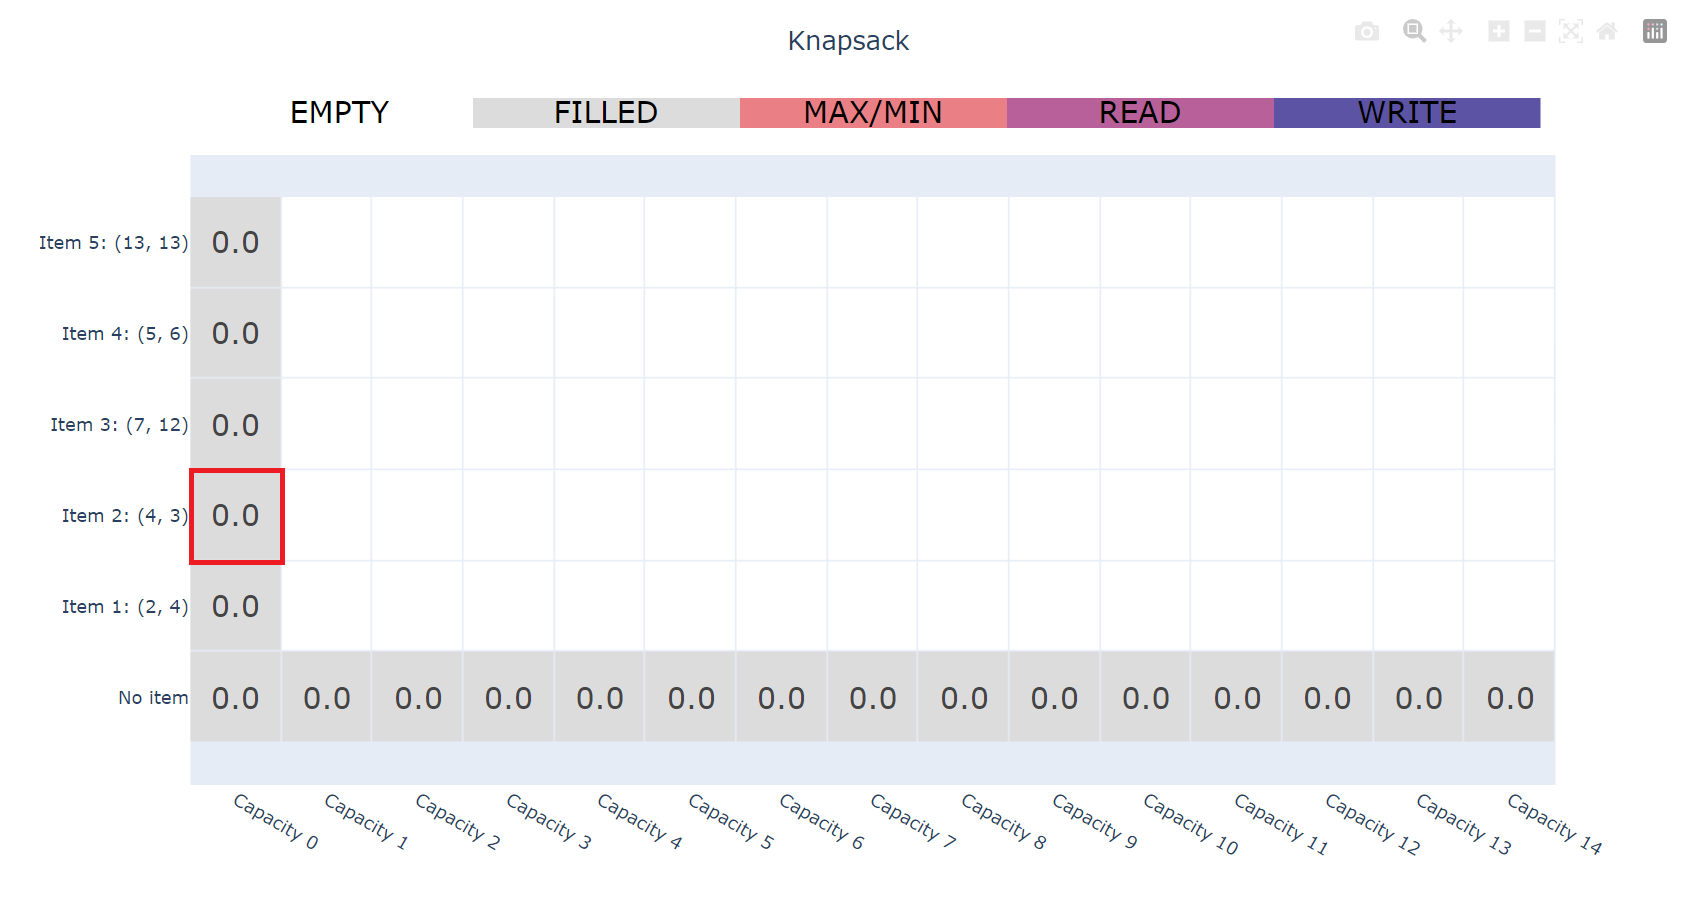 Knapsack
EMPTY FILLED MAX/MIN READ WRITE
Item 5: (13, 13) 0.0
Item 4: (5, 6) 0.0
Item 3: (7, 12) 0.0
Item 2: (4, 3) 0.0
Item 1: (2, 4) 0.0
No item 0.0 0.0 0.0 0.0 0.0 0.0 0.0 0.0 0.0 0.0 0.0 0.0 0.0 0.0 0.0
Capacity 0 Capacity 1 Capacity 2 Capacity 3 Capacity 4 Capacity 5 Capacity 6 Capacity 7 Capacity 8 Capacity 9 Capacity 10 Capacity 11 Capacity 12 Capacity 13 Capacity 14